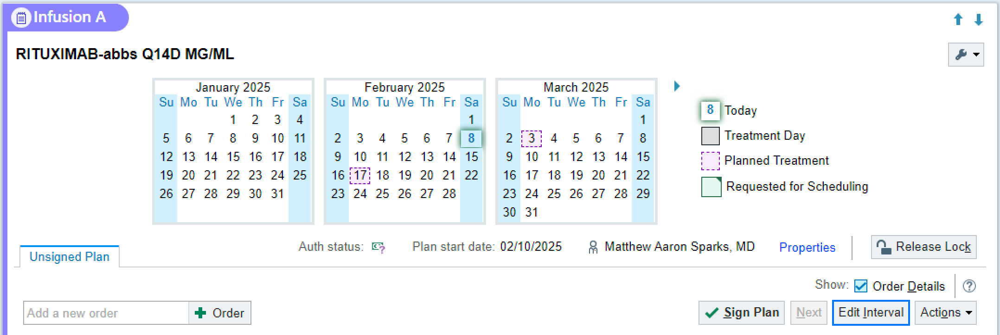 Infusion A
RITUXIMAB-abbs Q14D MG/ML
January 2025
Su Mo Tu We Th Fr Sa
1 2 3 4
5 6 7 8 9 10 11
12 13 14 15 16 17 18
19 20 21 22 23 24 25
26 27 28 29 30 31
February 2025
Su Mo Tu We Th Fr Sa
1
2 3 4 5 6 7 8
9 10 11 12 13 14 15
16 17 18 19 20 21 22
23 24 25 26 27 28
March 2025
Su Mo Tu We Th Fr Sa
1
2 3 4 5 6 7 8
9 10 11 12 13 14 15
16 17 18 19 20 21 22
23 24 25 26 27 28 29
30 31
8 Today
Treatment Day
Planned Treatment
Requested for Scheduling
Unsigned Plan
Auth status: ? Plan start date: 02/10/2025 Matthew Aaron Sparks, MD Properties Release Lock
Show: Order Details ?
Add a new order Order Sign Plan Next Edit Interval Actions